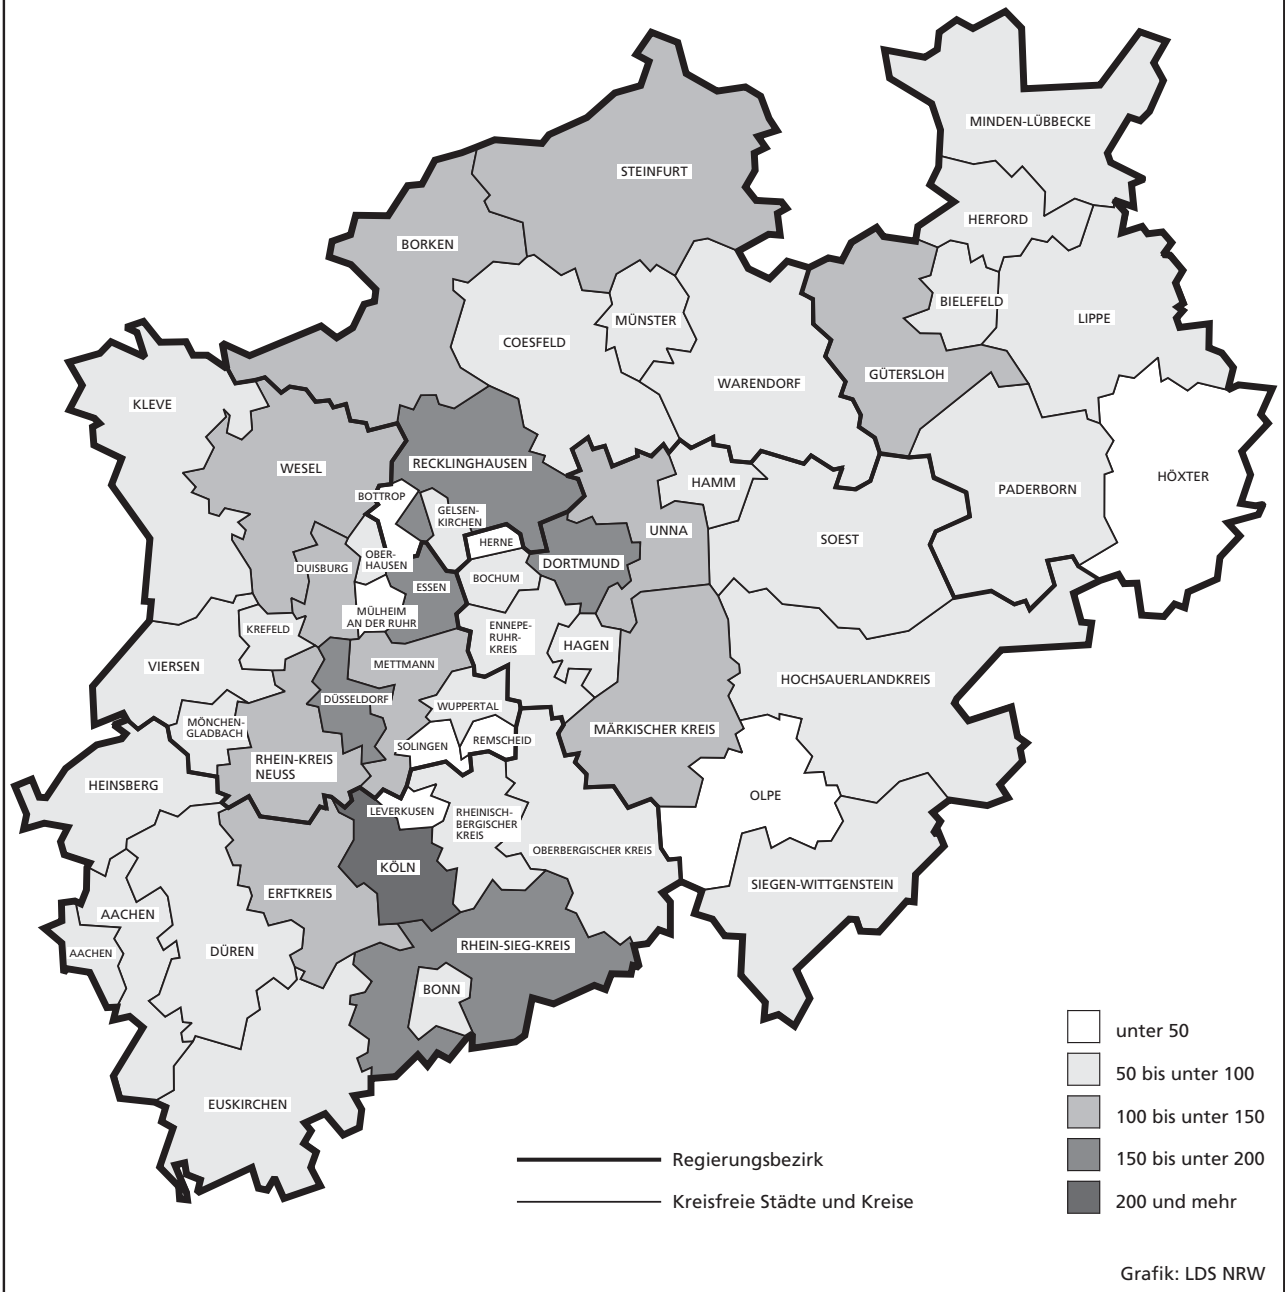 MINDEN-LÜBBECKE
STEINFURT
HERFORD
BORKEN
BIELEFELD
LIPPE
MÜNSTER
COESFELD
GÜTERSLOH
WARENDORF
KLEVE
RECKLINGHAUSEN
WESEL
HÖXTER
HAMM
PADERBORN
BOTTROP
GELSEN-
KIRCHEN
UNNA
SOEST
HERNE
OBER-
HAUSEN
DORTMUND
DUISBURG
BOCHUM
ESSEN
MÜLHEIM
AN DER RUHR
KREFELD
ENNEPE-
RUHR-
KREIS
HAGEN
VIERSEN
METTMANN
HOCHSAUERLANDKREIS
DÜSSELDORF
WUPPERTAL
MÖNCHEN-
GLADBACH
MÄRKISCHER KREIS
SOLINGEN
REMSCHEID
RHEIN-KREIS
NEUSS
HEINSBERG
OLPE
LEVERKUSEN
RHEINISCH-
BERGISCHER
KREIS
OBERBERGISCHER KREIS
KÖLN
SIEGEN-WITTGENSTEIN
ERFTKREIS
AACHEN
RHEIN-SIEG-KREIS
AACHEN
DÜREN
BONN
EUSKIRCHEN
unter 50
50 bis unter 100
100 bis unter 150
150 bis unter 200
200 und mehr
Regierungsbezirk
Kreisfreie Städte und Kreise
Grafik: LDS NRW